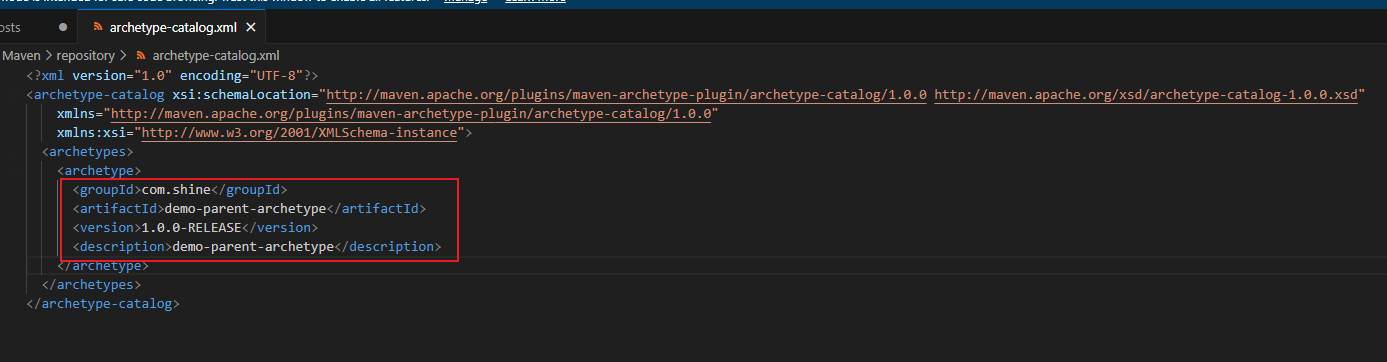 osts ● archetype-catalog.xml ×
Maven > repository > archetype-catalog.xml
<?xml version="1.0" encoding="UTF-8"?>
<archetype-catalog xsi:schemaLocation="http://maven.apache.org/plugins/maven-archetype-plugin/archetype-catalog/1.0.0 http://maven.apache.org/xsd/archetype-catalog-1.0.0.xsd"
    xmlns="http://maven.apache.org/plugins/maven-archetype-plugin/archetype-catalog/1.0.0"
    xmlns:xsi="http://www.w3.org/2001/XMLSchema-instance">
  <archetypes>
    <archetype>
      <groupId>com.shine</groupId>
      <artifactId>demo-parent-archetype</artifactId>
      <version>1.0.0-RELEASE</version>
      <description>demo-parent-archetype</description>
    </archetype>
  </archetypes>
</archetype-catalog>